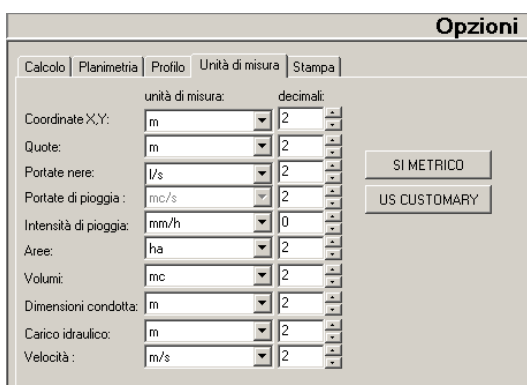 Opzioni
Calcolo Planimetria Profilo Unità di misura Stampa
unità di misura: decimali:
Coordinate X,Y: m 2
Quote: m 2
Portate nere: l/s 2
Portate di pioggia : mc/s 2
Intensità di pioggia: mm/h 0
Aree: ha 2
Volumi: mc 2
Dimensioni condotta: m 2
Carico idraulico: m 2
Velocità : m/s 2
SI METRICO
US CUSTOMARY